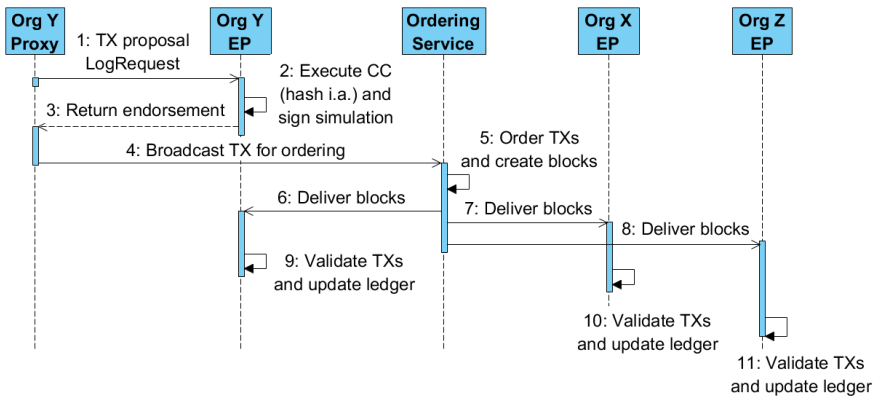 Org Y
Proxy
Org Y
EP
Ordering
Service
Org X
EP
Org Z
EP
1: TX proposal
LogRequest
2: Execute CC
(hash i.a.) and
sign simulation
3: Return endorsement
4: Broadcast TX for ordering
5: Order TXs
and create blocks
6: Deliver blocks
7: Deliver blocks
8: Deliver blocks
9: Validate TXs
and update ledger
10: Validate TXs
and update ledger
11: Validate TXs
and update ledger